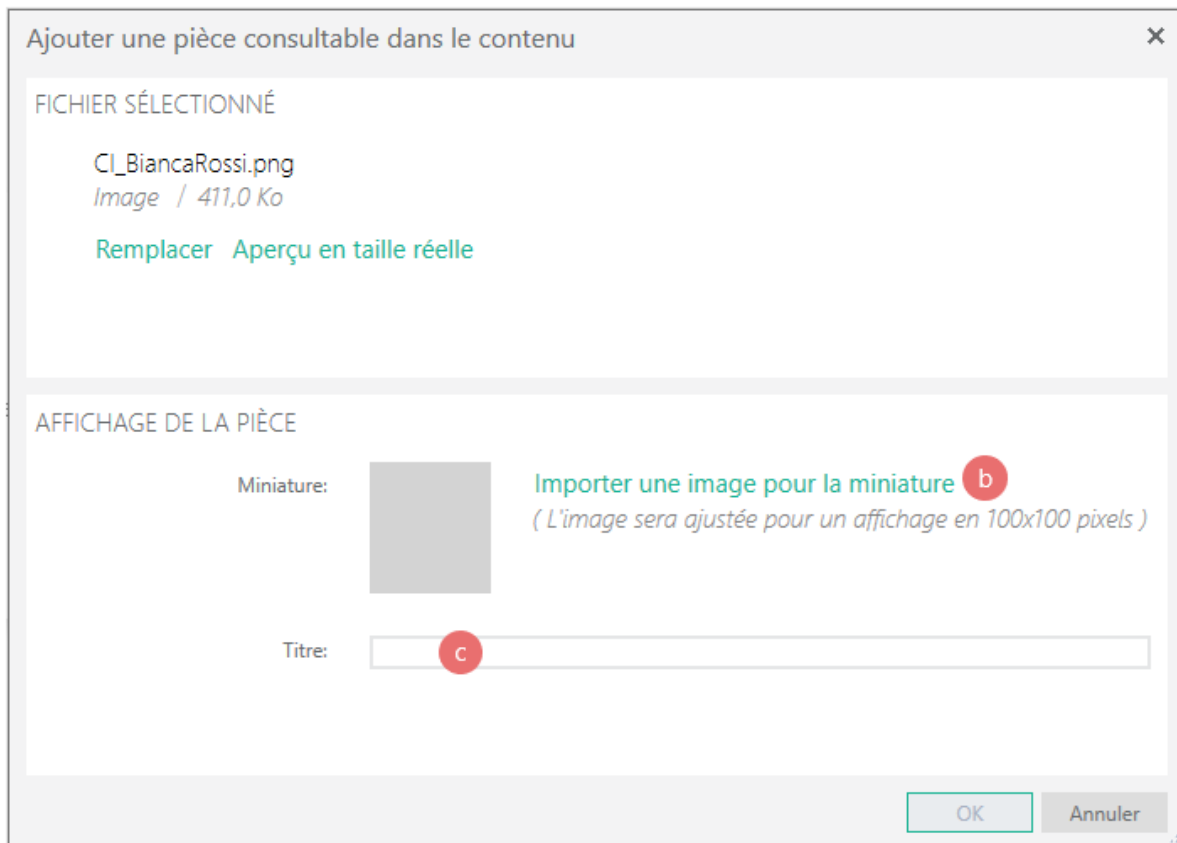 Ajouter une pièce consultable dans le contenu
FICHIER SÉLECTIONNÉ
CI_BiancaRossi.png
Image / 411,0 Ko
Remplacer Aperçu en taille réelle
AFFICHAGE DE LA PIÈCE
Miniature: Importer une image pour la miniature b
( L'image sera ajustée pour un affichage en 100x100 pixels )
Titre: c
OK Annuler